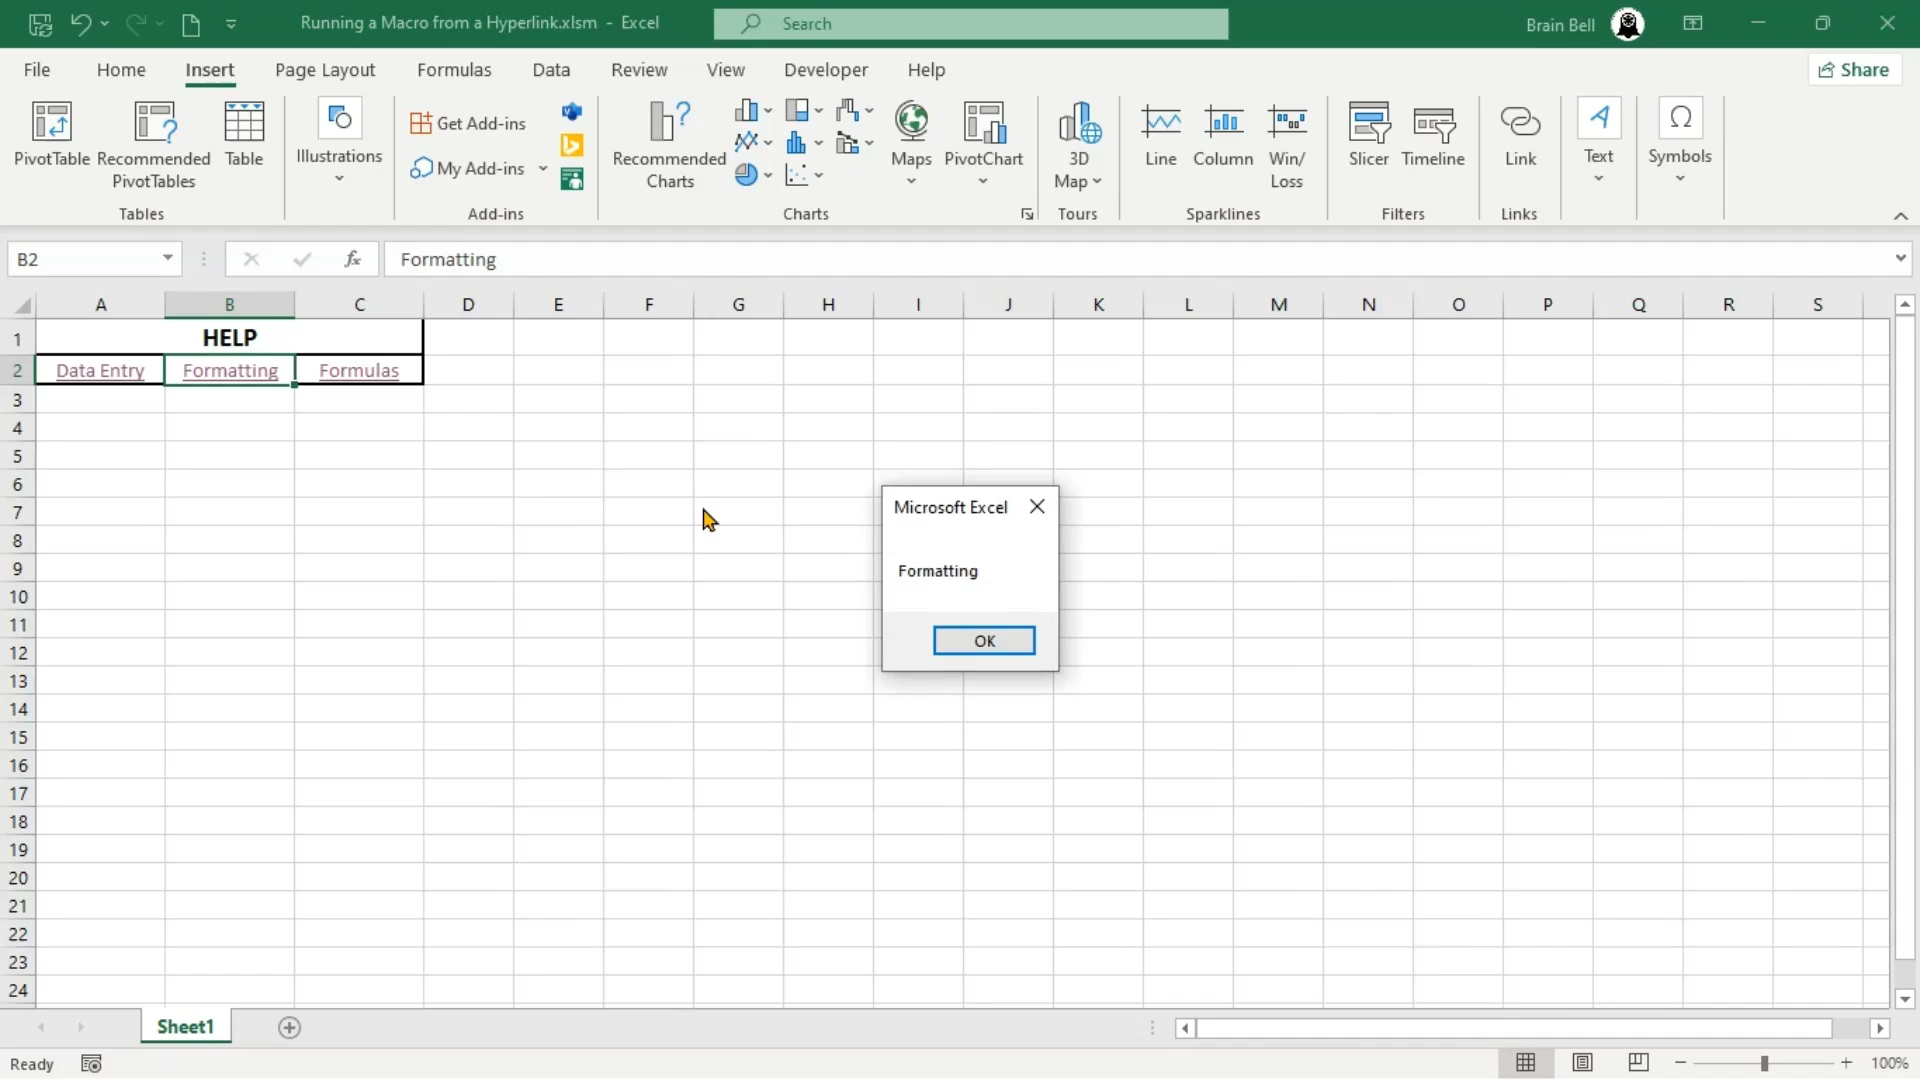 Running a Macro from a Hyperlink.xlsm - Excel
Search
Brain Bell
File Home Insert Page Layout Formulas Data Review View Developer Help
Share
PivotTable
Recommended
PivotTables
Table
Tables
Illustrations
Get Add-ins
My Add-ins
Add-ins
Recommended
Charts
Maps
PivotChart
Charts
3D
Map
Tours
Line
Column
Win/
Loss
Sparklines
Slicer
Timeline
Filters
Link
Links
Text
Symbols
B2
fx
Formatting
A B C D E F G H I J K L M N O P Q R S
1 HELP
2 Data Entry Formatting Formulas
3
4
5
6
7
8
9
10
11
12
13
14
15
16
17
18
19
20
21
22
23
24
Microsoft Excel
Formatting
OK
Sheet1
Ready
100%